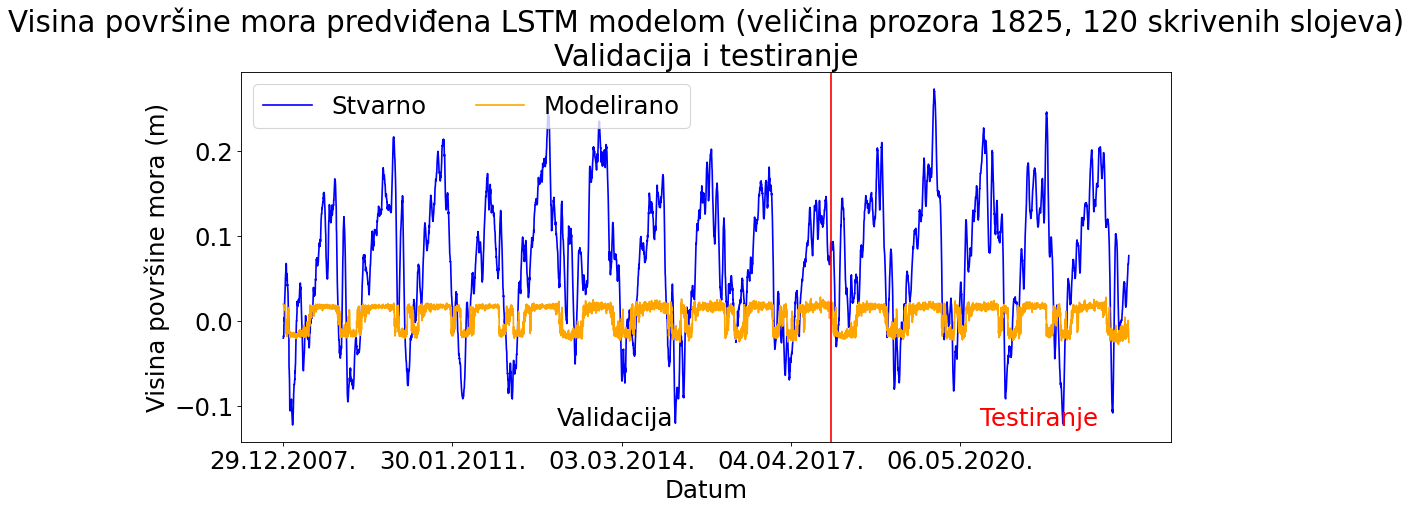 Visina površine mora predviđena LSTM modelom (veličina prozora 1825, 120 skrivenih slojeva)
Validacija i testiranje
Stvarno
Modelirano
Visina površine mora (m)
0.2
0.1
0.0
−0.1
Validacija
Testiranje
29.12.2007.
30.01.2011.
03.03.2014.
04.04.2017.
06.05.2020.
Datum